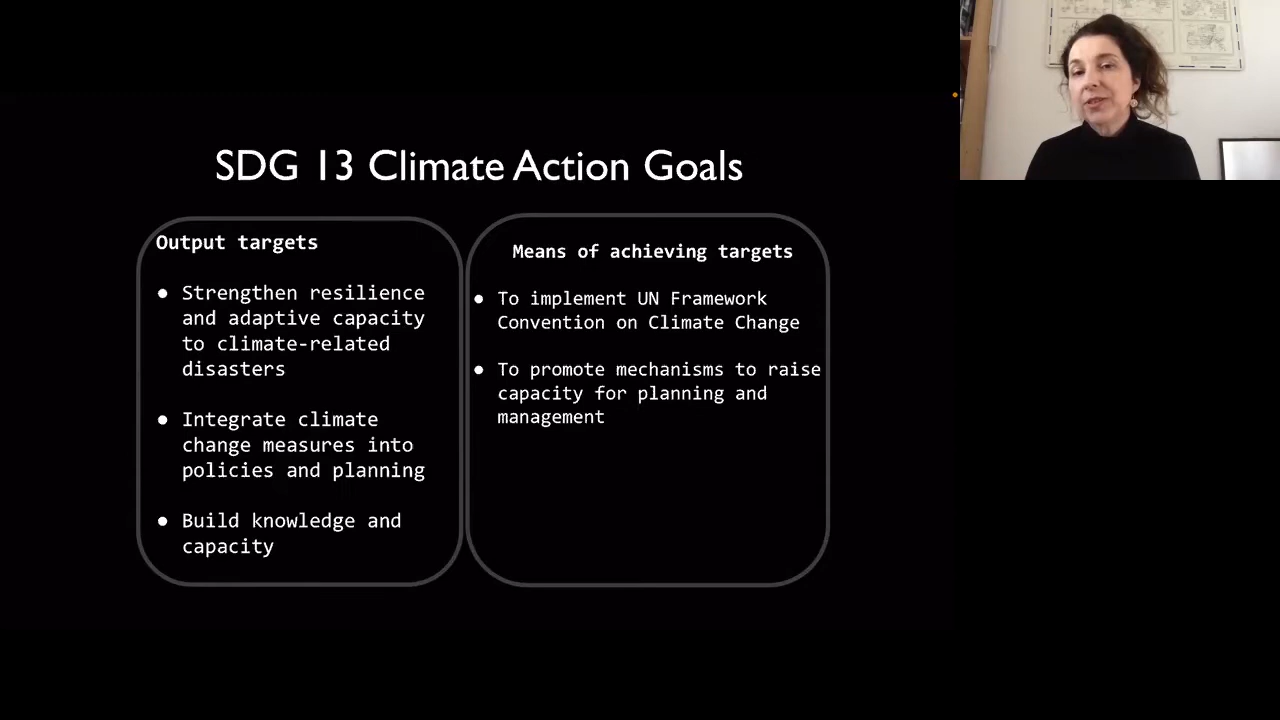 SDG 13 Climate Action Goals
Output targets
● Strengthen resilience
and adaptive capacity
to climate-related
disasters
● Integrate climate
change measures into
policies and planning
● Build knowledge and
capacity
Means of achieving targets
● To implement UN Framework
Convention on Climate Change
● To promote mechanisms to raise
capacity for planning and
management